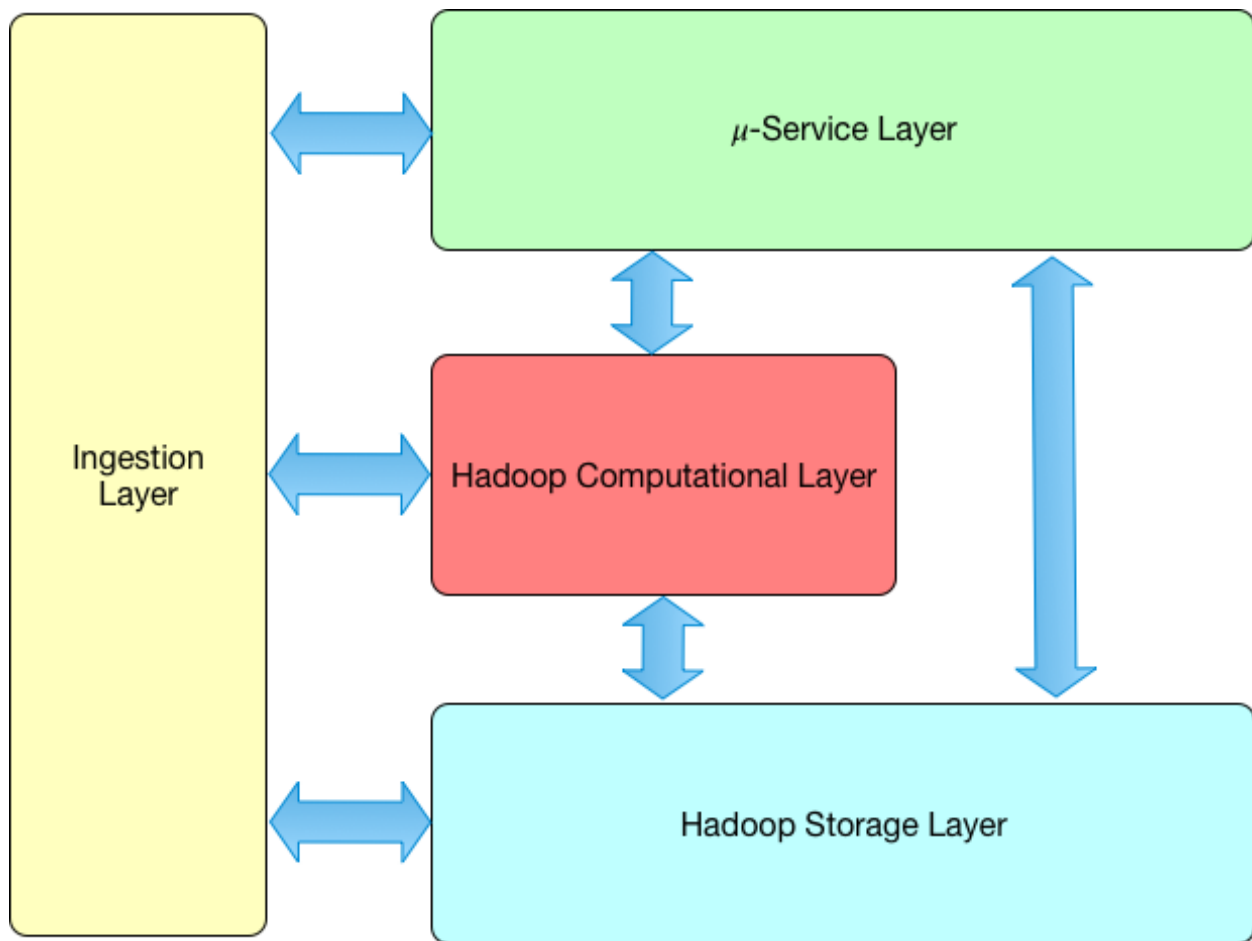 μ-Service Layer
Ingestion
Layer
Hadoop Computational Layer
Hadoop Storage Layer